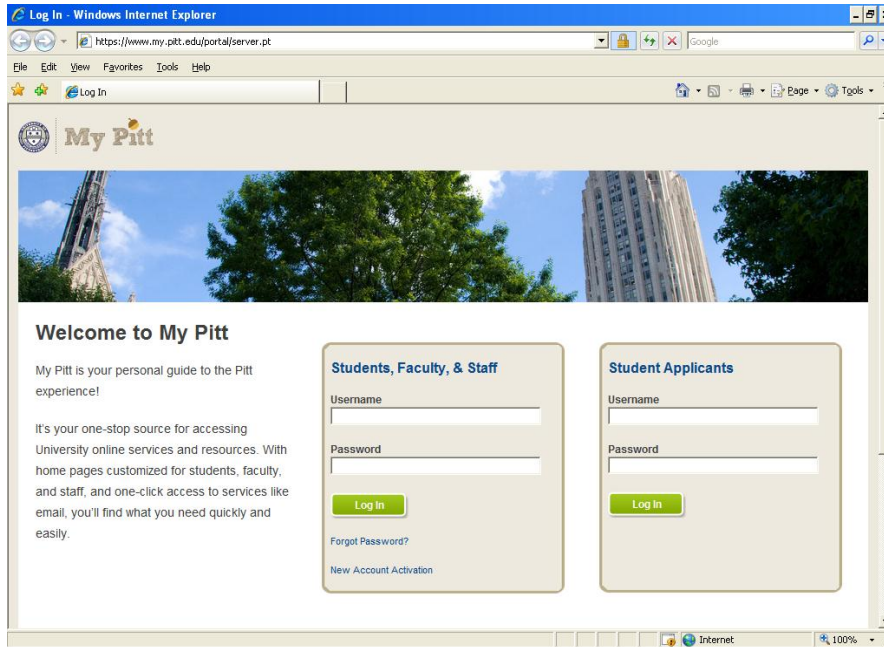 Log In - Windows Internet Explorer
https://www.my.pitt.edu/portal/server.pt
Google
File Edit View Favorites Tools Help
Log In
Page Tools
My Pitt
Welcome to My Pitt
My Pitt is your personal guide to the Pitt
experience!
It's your one-stop source for accessing
University online services and resources. With
home pages customized for students, faculty,
and staff, and one-click access to services like
email, you'll find what you need quickly and
easily.
Students, Faculty, & Staff
Username
Password
Log In
Forgot Password?
New Account Activation
Student Applicants
Username
Password
Log In
Internet
100%